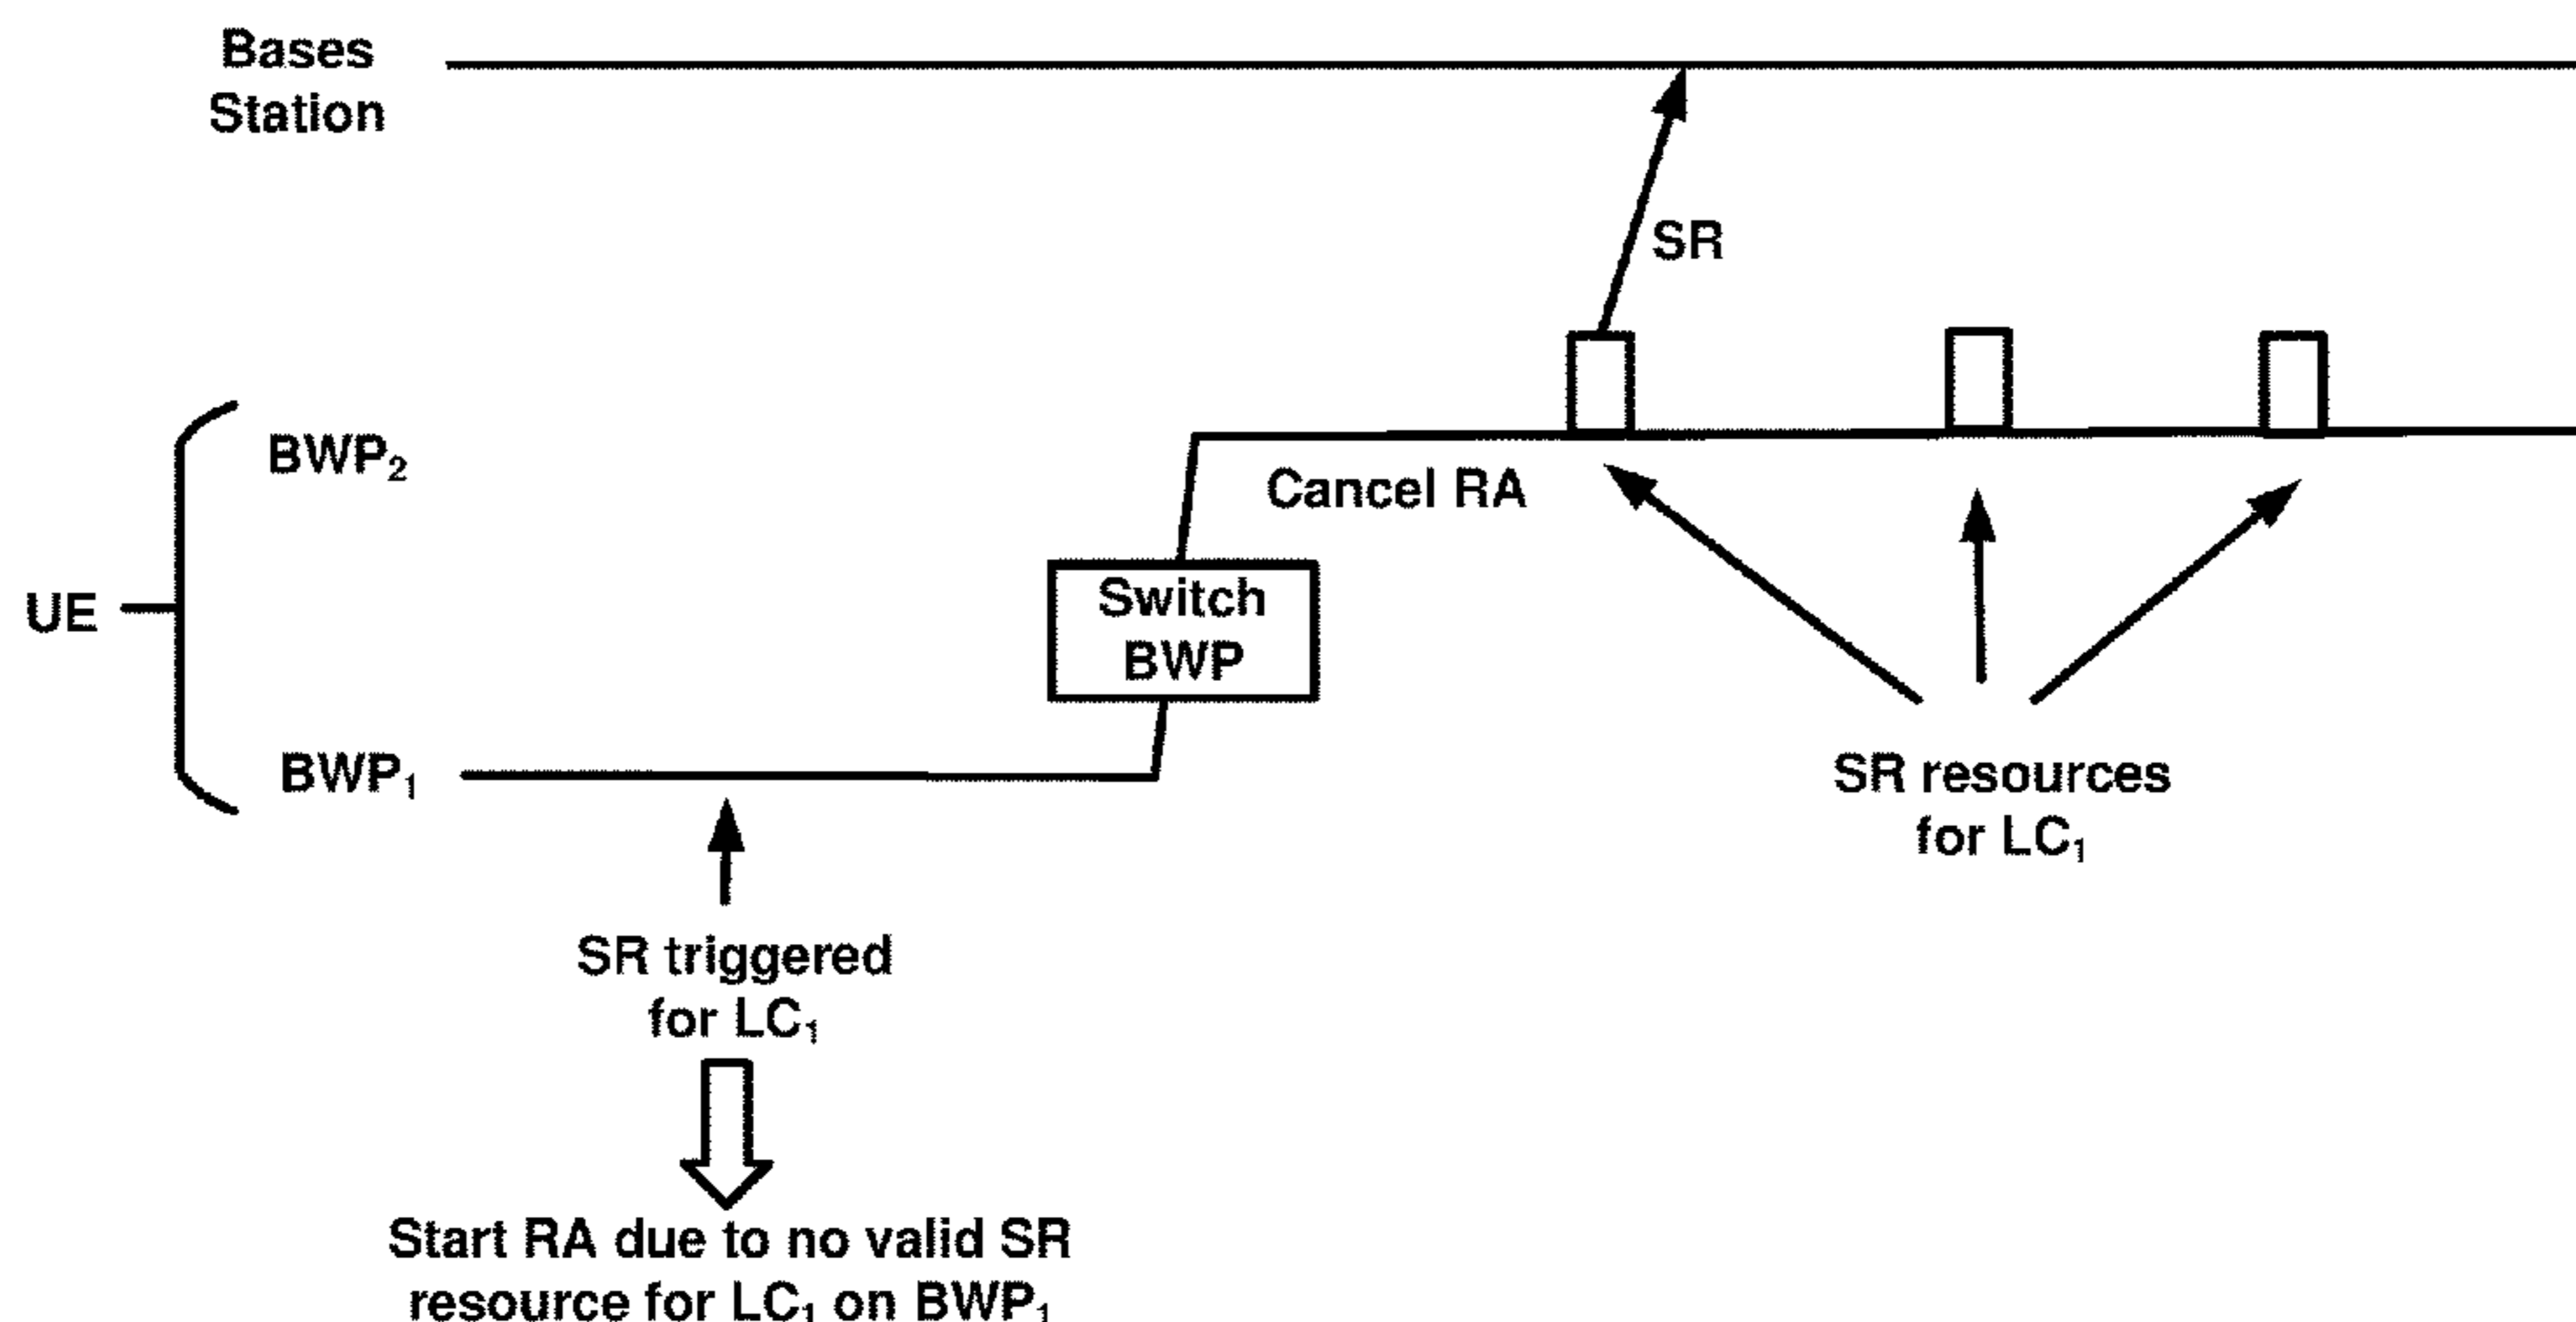 Bases
Station
SR
BWP₂
Cancel RA
Switch
BWP
UE
BWP₁
SR resources
for LC₁
SR triggered
for LC₁
Start RA due to no valid SR
resource for LC₁ on BWP₁